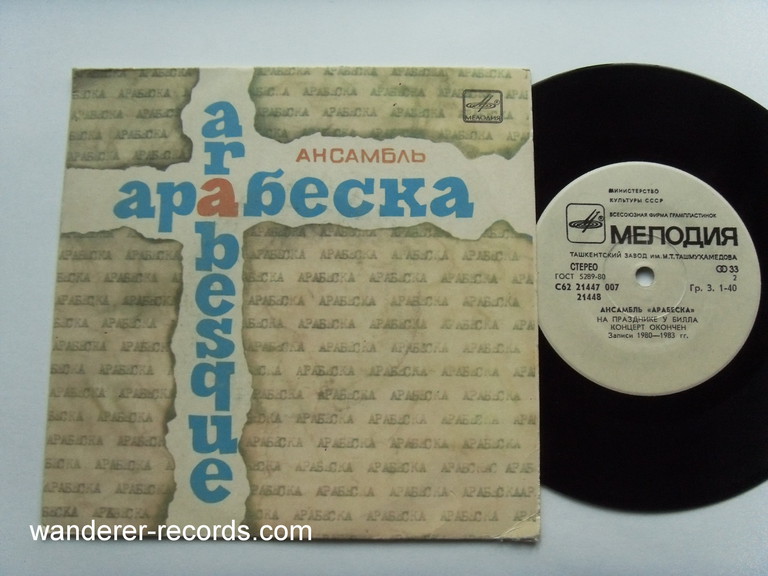 МЕЛОДИЯ
АНСАМБЛЬ
арабеска
arabesque
МИНИСТЕРСТВО
КУЛЬТУРЫ СССР
ВСЕСОЮЗНАЯ ФИРМА ГРАМПЛАСТИНОК
МЕЛОДИЯ
ТАШКЕНТСКИЙ ЗАВОД ИМ. М.Т.ТАШМУХАМЕДОВА
СТЕРЕО 33
ГОСТ 5289-80 2
С62 21447 007 Гр. 3. 1-40
21448
АНСАМБЛЬ «АРАБЕСКА»
НА ПРАЗДНИКЕ У БИЛЛА
КОНЦЕРТ ОКОНЧЕН
Записи 1980—1983 гг.
wanderer-records.com